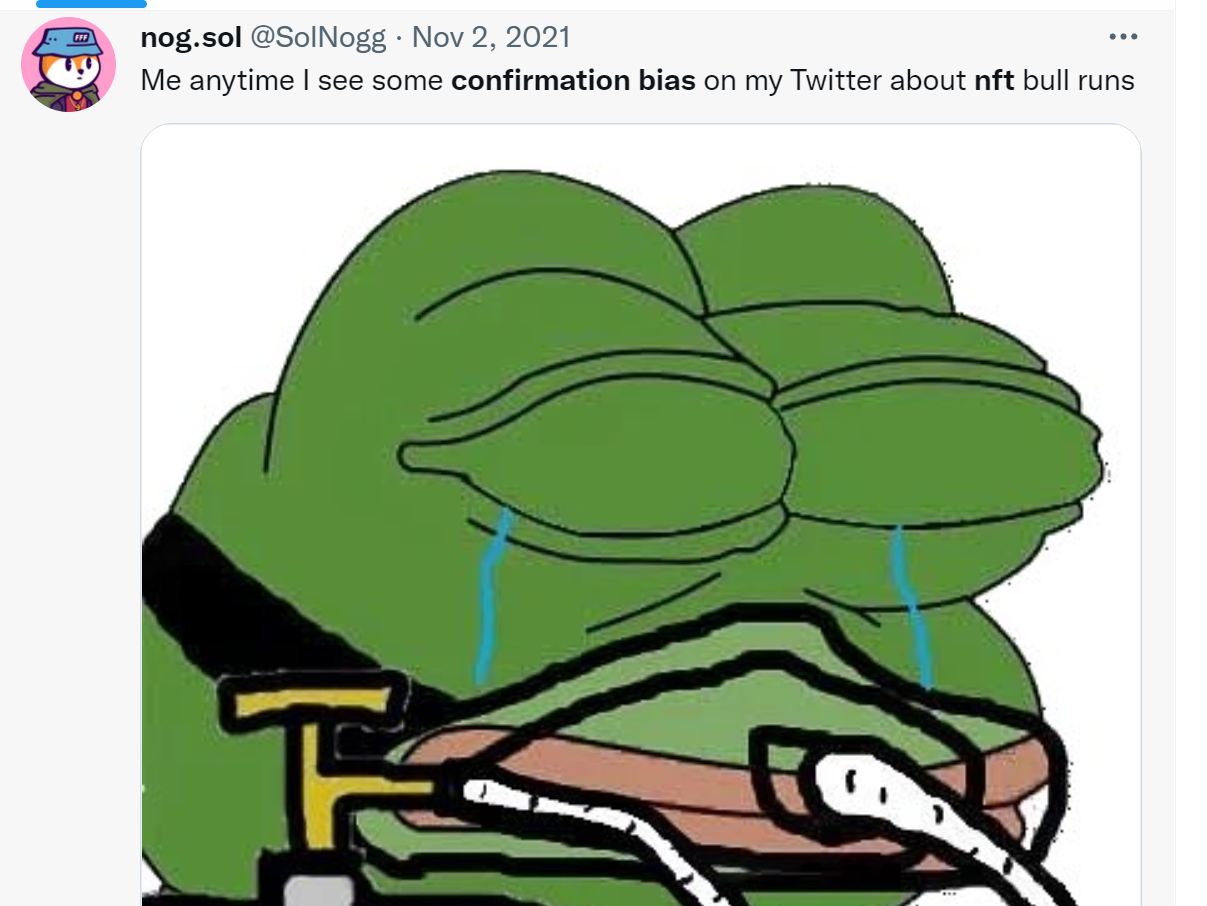 nog.sol @SolNogg · Nov 2, 2021
Me anytime I see some confirmation bias on my Twitter about nft bull runs
FFF